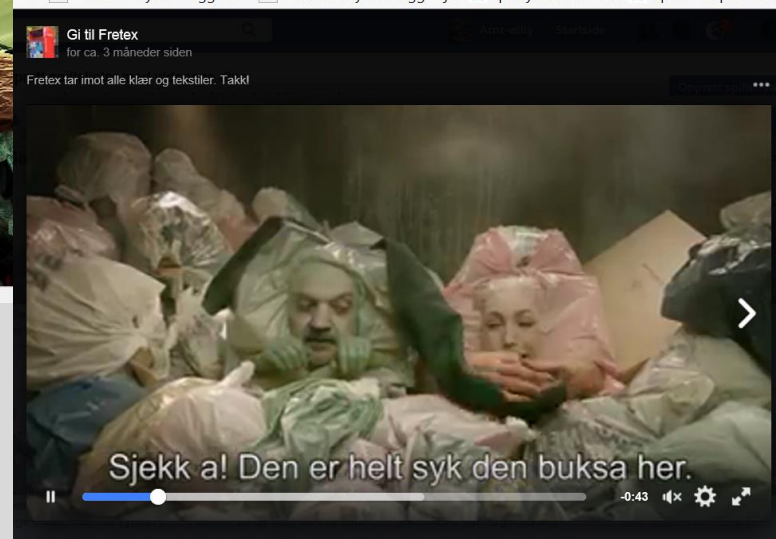 Gi til Fretex
for ca. 3 måneder siden
Fretex tar imot alle klær og tekstiler. Takk!
Sjekk a! Den er helt syk den buksa her.
-0:43